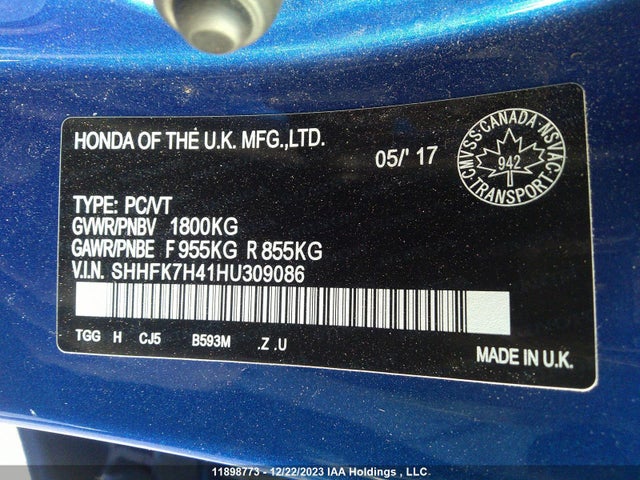 HONDA OF THE U.K. MFG.,LTD.
05/' 17
CMVSS·CANADA·NSVAC·TRANSPORT
942
TYPE: PC/VT
GVWR/PNBV 1800KG
GAWR/PNBE F 955KG R 855KG
V.I.N. SHHFK7H41HU309086
TGG H CJ5 B593M .Z .U
MADE IN U.K.
11898773 - 12/22/2023 IAA Holdings , LLC